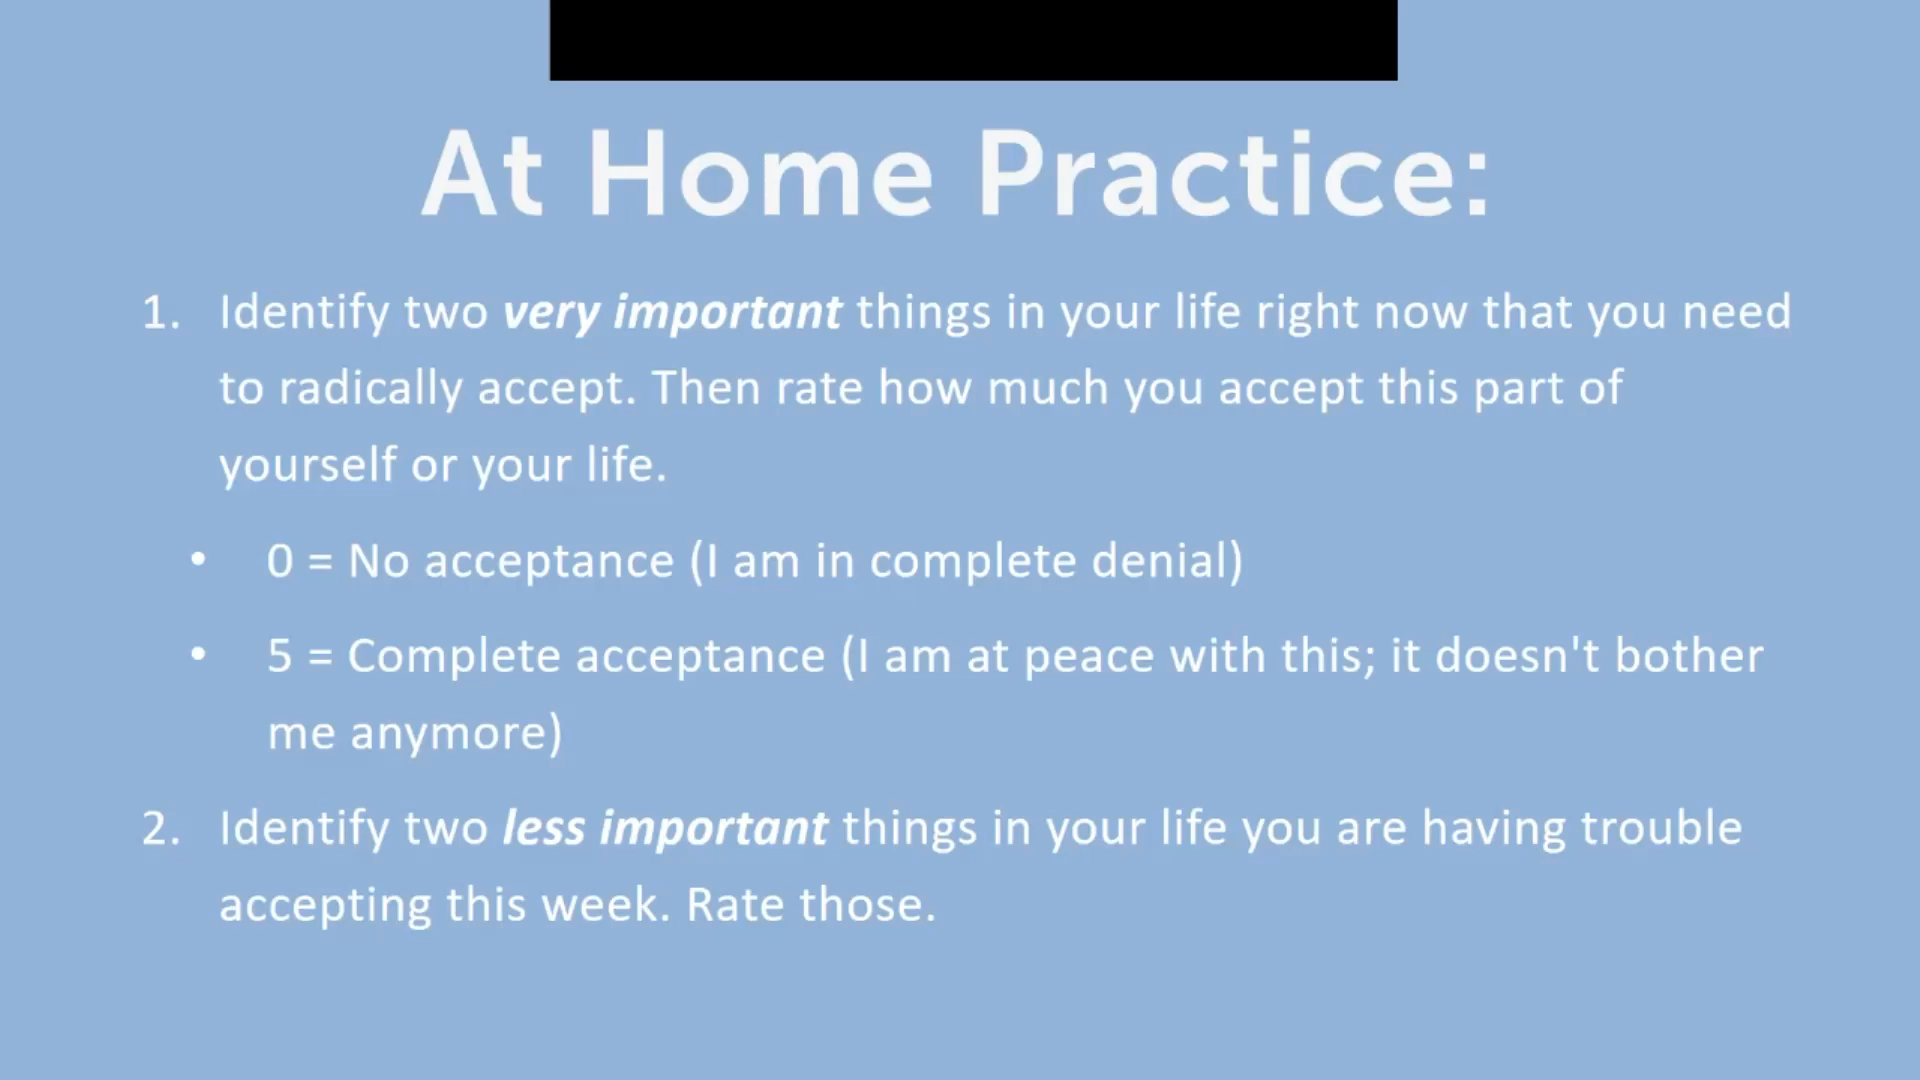 At Home Practice:
1. Identify two very important things in your life right now that you need
to radically accept. Then rate how much you accept this part of
yourself or your life.
• 0 = No acceptance (I am in complete denial)
• 5 = Complete acceptance (I am at peace with this; it doesn't bother
me anymore)
2. Identify two less important things in your life you are having trouble
accepting this week. Rate those.